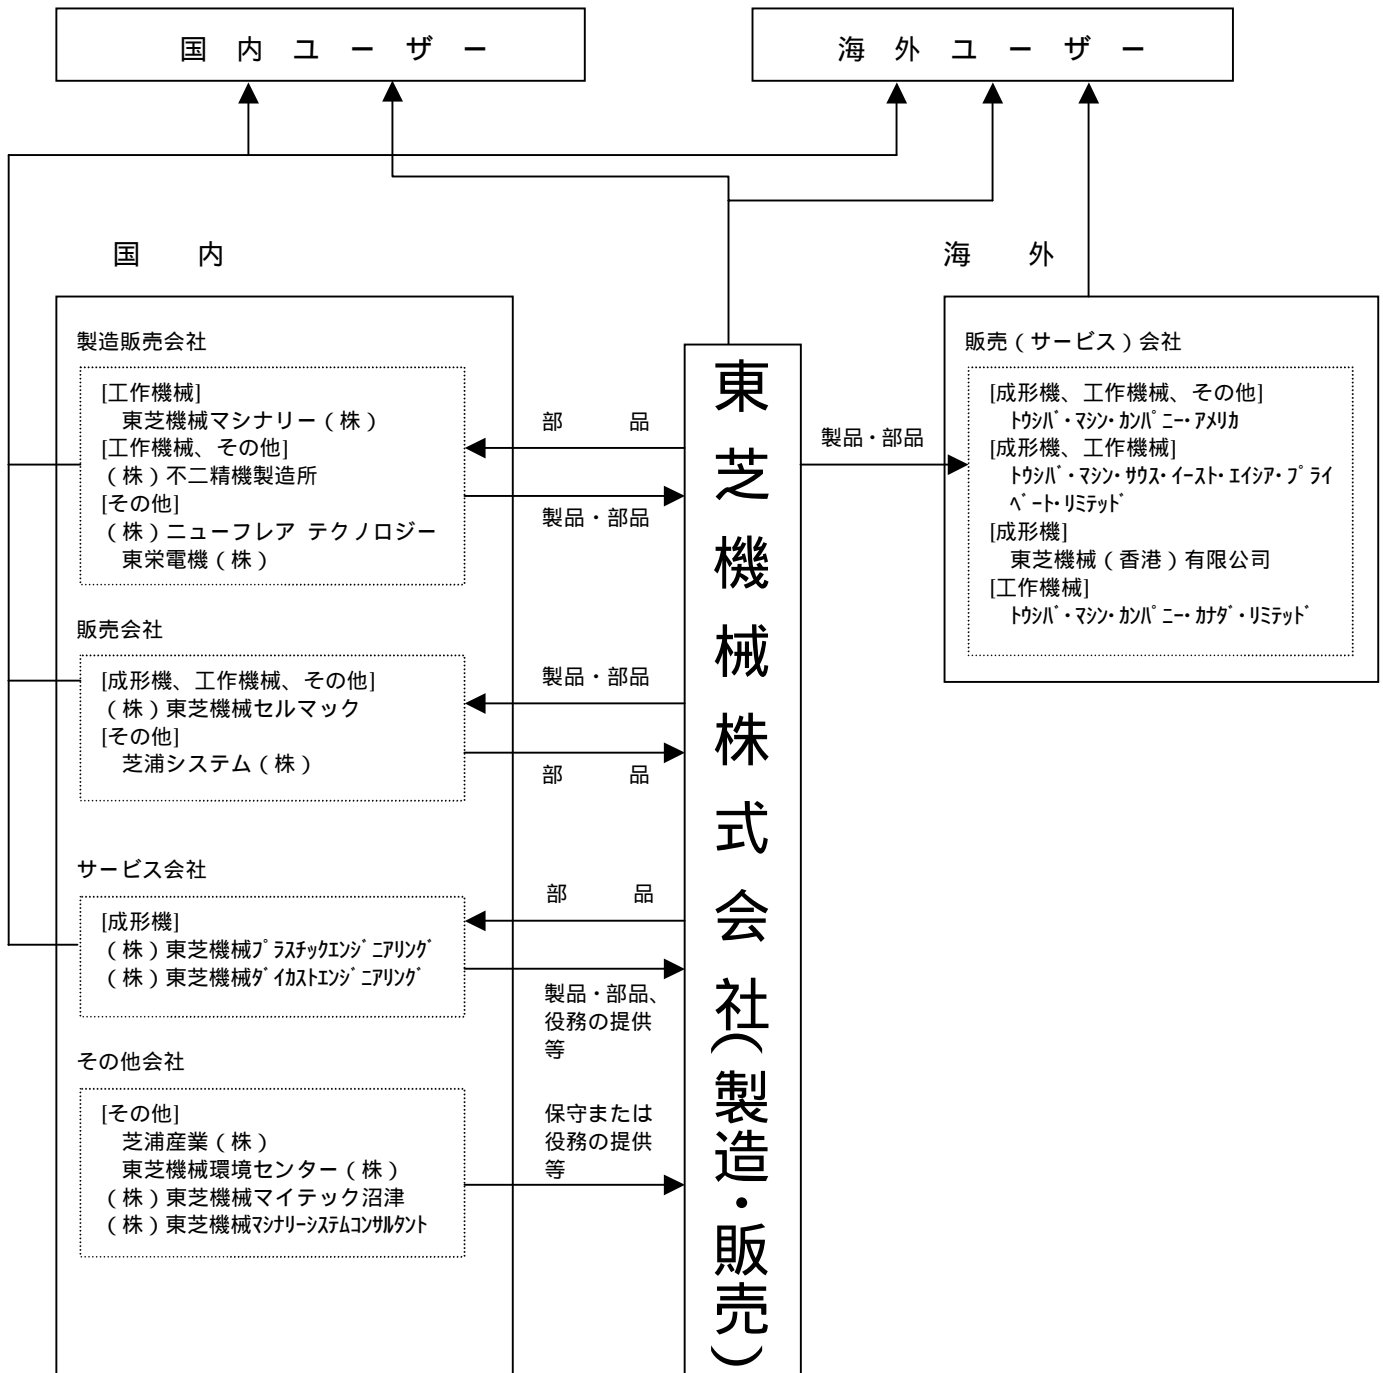 国　内　ユ　ー　ザ　ー
海　外　ユ　ー　ザ　ー
国　　内
海　　外
製造販売会社
[工作機械]
東芝機械マシナリー（株）
[工作機械、その他]
（株）不二精機製造所
[その他]
（株）ニューフレア テクノロジー
東栄電機（株）
販売会社
[成形機、工作機械、その他]
（株）東芝機械セルマック
[その他]
芝浦システム（株）
サービス会社
[成形機]
（株）東芝機械ﾌﾟﾗｽﾁｯｸｴﾝｼﾞﾆｱﾘﾝｸﾞ
（株）東芝機械ﾀﾞｲｶｽﾄｴﾝｼﾞﾆｱﾘﾝｸﾞ
その他会社
[その他]
芝浦産業（株）
東芝機械環境センター（株）
（株）東芝機械マイテック沼津
（株）東芝機械ﾏｼﾅﾘｰｼｽﾃﾑｺﾝｻﾙﾀﾝﾄ
部　　　品
製品・部品
製品・部品
部　　　品
部　　　品
製品・部品、
役務の提供
等
保守または
役務の提供
等
東芝機械株式会社(製造・販売)
製品・部品
販売（サービス）会社
[成形機、工作機械、その他]
ﾄｳｼﾊﾞ・ﾏｼﾝ・ｶﾝﾊﾟﾆｰ・ｱﾒﾘｶ
[成形機、工作機械]
ﾄｳｼﾊﾞ・ﾏｼﾝ・ｻｳｽ・ｲｰｽﾄ・ｴｲｼｱ・ﾌﾟﾗｲ
ﾍﾞｰﾄ・ﾘﾐﾃｯﾄﾞ
[成形機]
東芝機械（香港）有限公司
[工作機械]
ﾄｳｼﾊﾞ・ﾏｼﾝ・ｶﾝﾊﾟﾆｰ・ｶﾅﾀﾞ・ﾘﾐﾃｯﾄﾞ